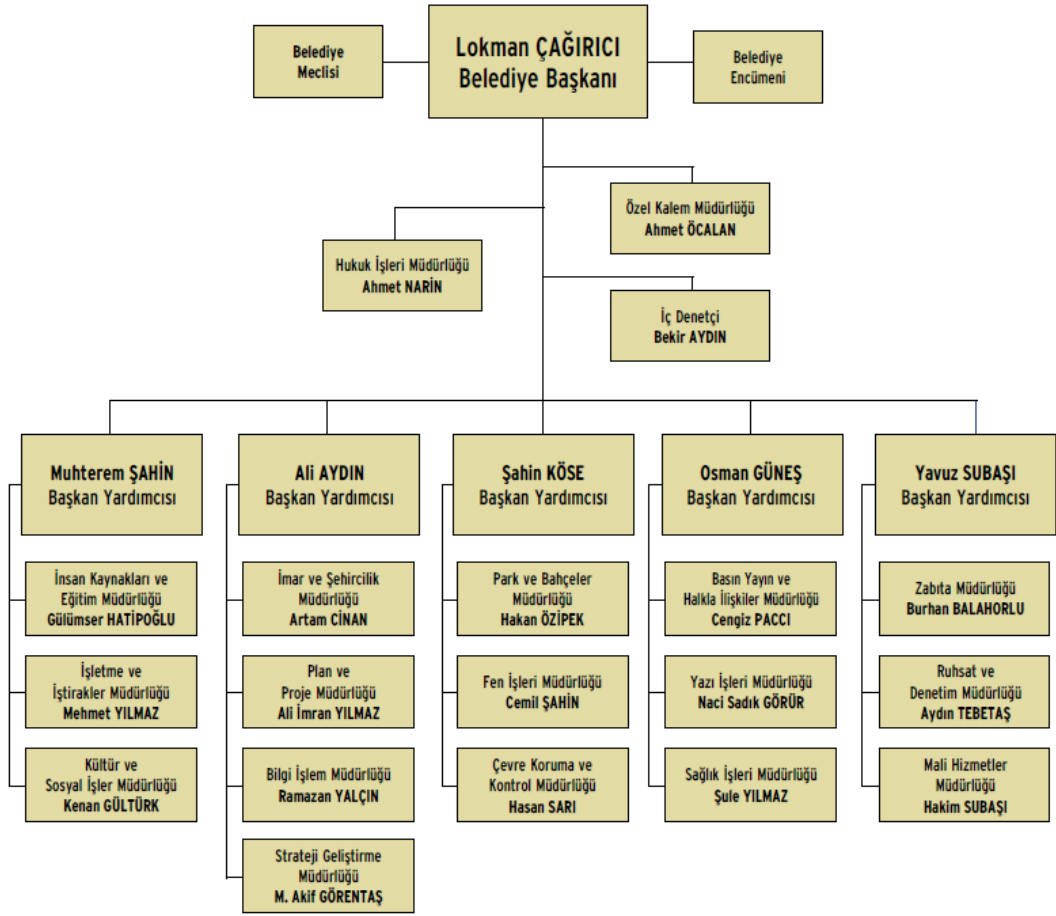 Belediye
Meclisi
Lokman ÇAĞIRICI
Belediye Başkanı
Belediye
Encümeni
Özel Kalem Müdürlüğü
Ahmet ÖCALAN
Hukuk İşleri Müdürlüğü
Ahmet NARİN
İç Denetçi
Bekir AYDIN
Muhterem ŞAHİN
Başkan Yardımcısı
İnsan Kaynakları ve
Eğitim Müdürlüğü
Gülümser HATİPOĞLU
İşletme ve
İştirakler Müdürlüğü
Mehmet YILMAZ
Kültür ve
Sosyal İşler Müdürlüğü
Kenan GÜLTÜRK
Ali AYDIN
Başkan Yardımcısı
İmar ve Şehircilik
Müdürlüğü
Artam CİNAN
Plan ve
Proje Müdürlüğü
Ali İmran YILMAZ
Bilgi İşlem Müdürlüğü
Ramazan YALÇIN
Strateji Geliştirme
Müdürlüğü
M. Akif GÖRENTAŞ
Şahin KÖSE
Başkan Yardımcısı
Park ve Bahçeler
Müdürlüğü
Hakan ÖZİPEK
Fen İşleri Müdürlüğü
Cemil ŞAHİN
Çevre Koruma ve
Kontrol Müdürlüğü
Hasan SARI
Osman GÜNEŞ
Başkan Yardımcısı
Basın Yayın ve
Halkla İlişkiler Müdürlüğü
Cengiz PACCI
Yazı İşleri Müdürlüğü
Naci Sadık GÖRÜR
Sağlık İşleri Müdürlüğü
Şule YILMAZ
Yavuz SUBAŞI
Başkan Yardımcısı
Zabıta Müdürlüğü
Burhan BALAHORLU
Ruhsat ve
Denetim Müdürlüğü
Aydın TEBETAŞ
Mali Hizmetler
Müdürlüğü
Hakim SUBAŞI